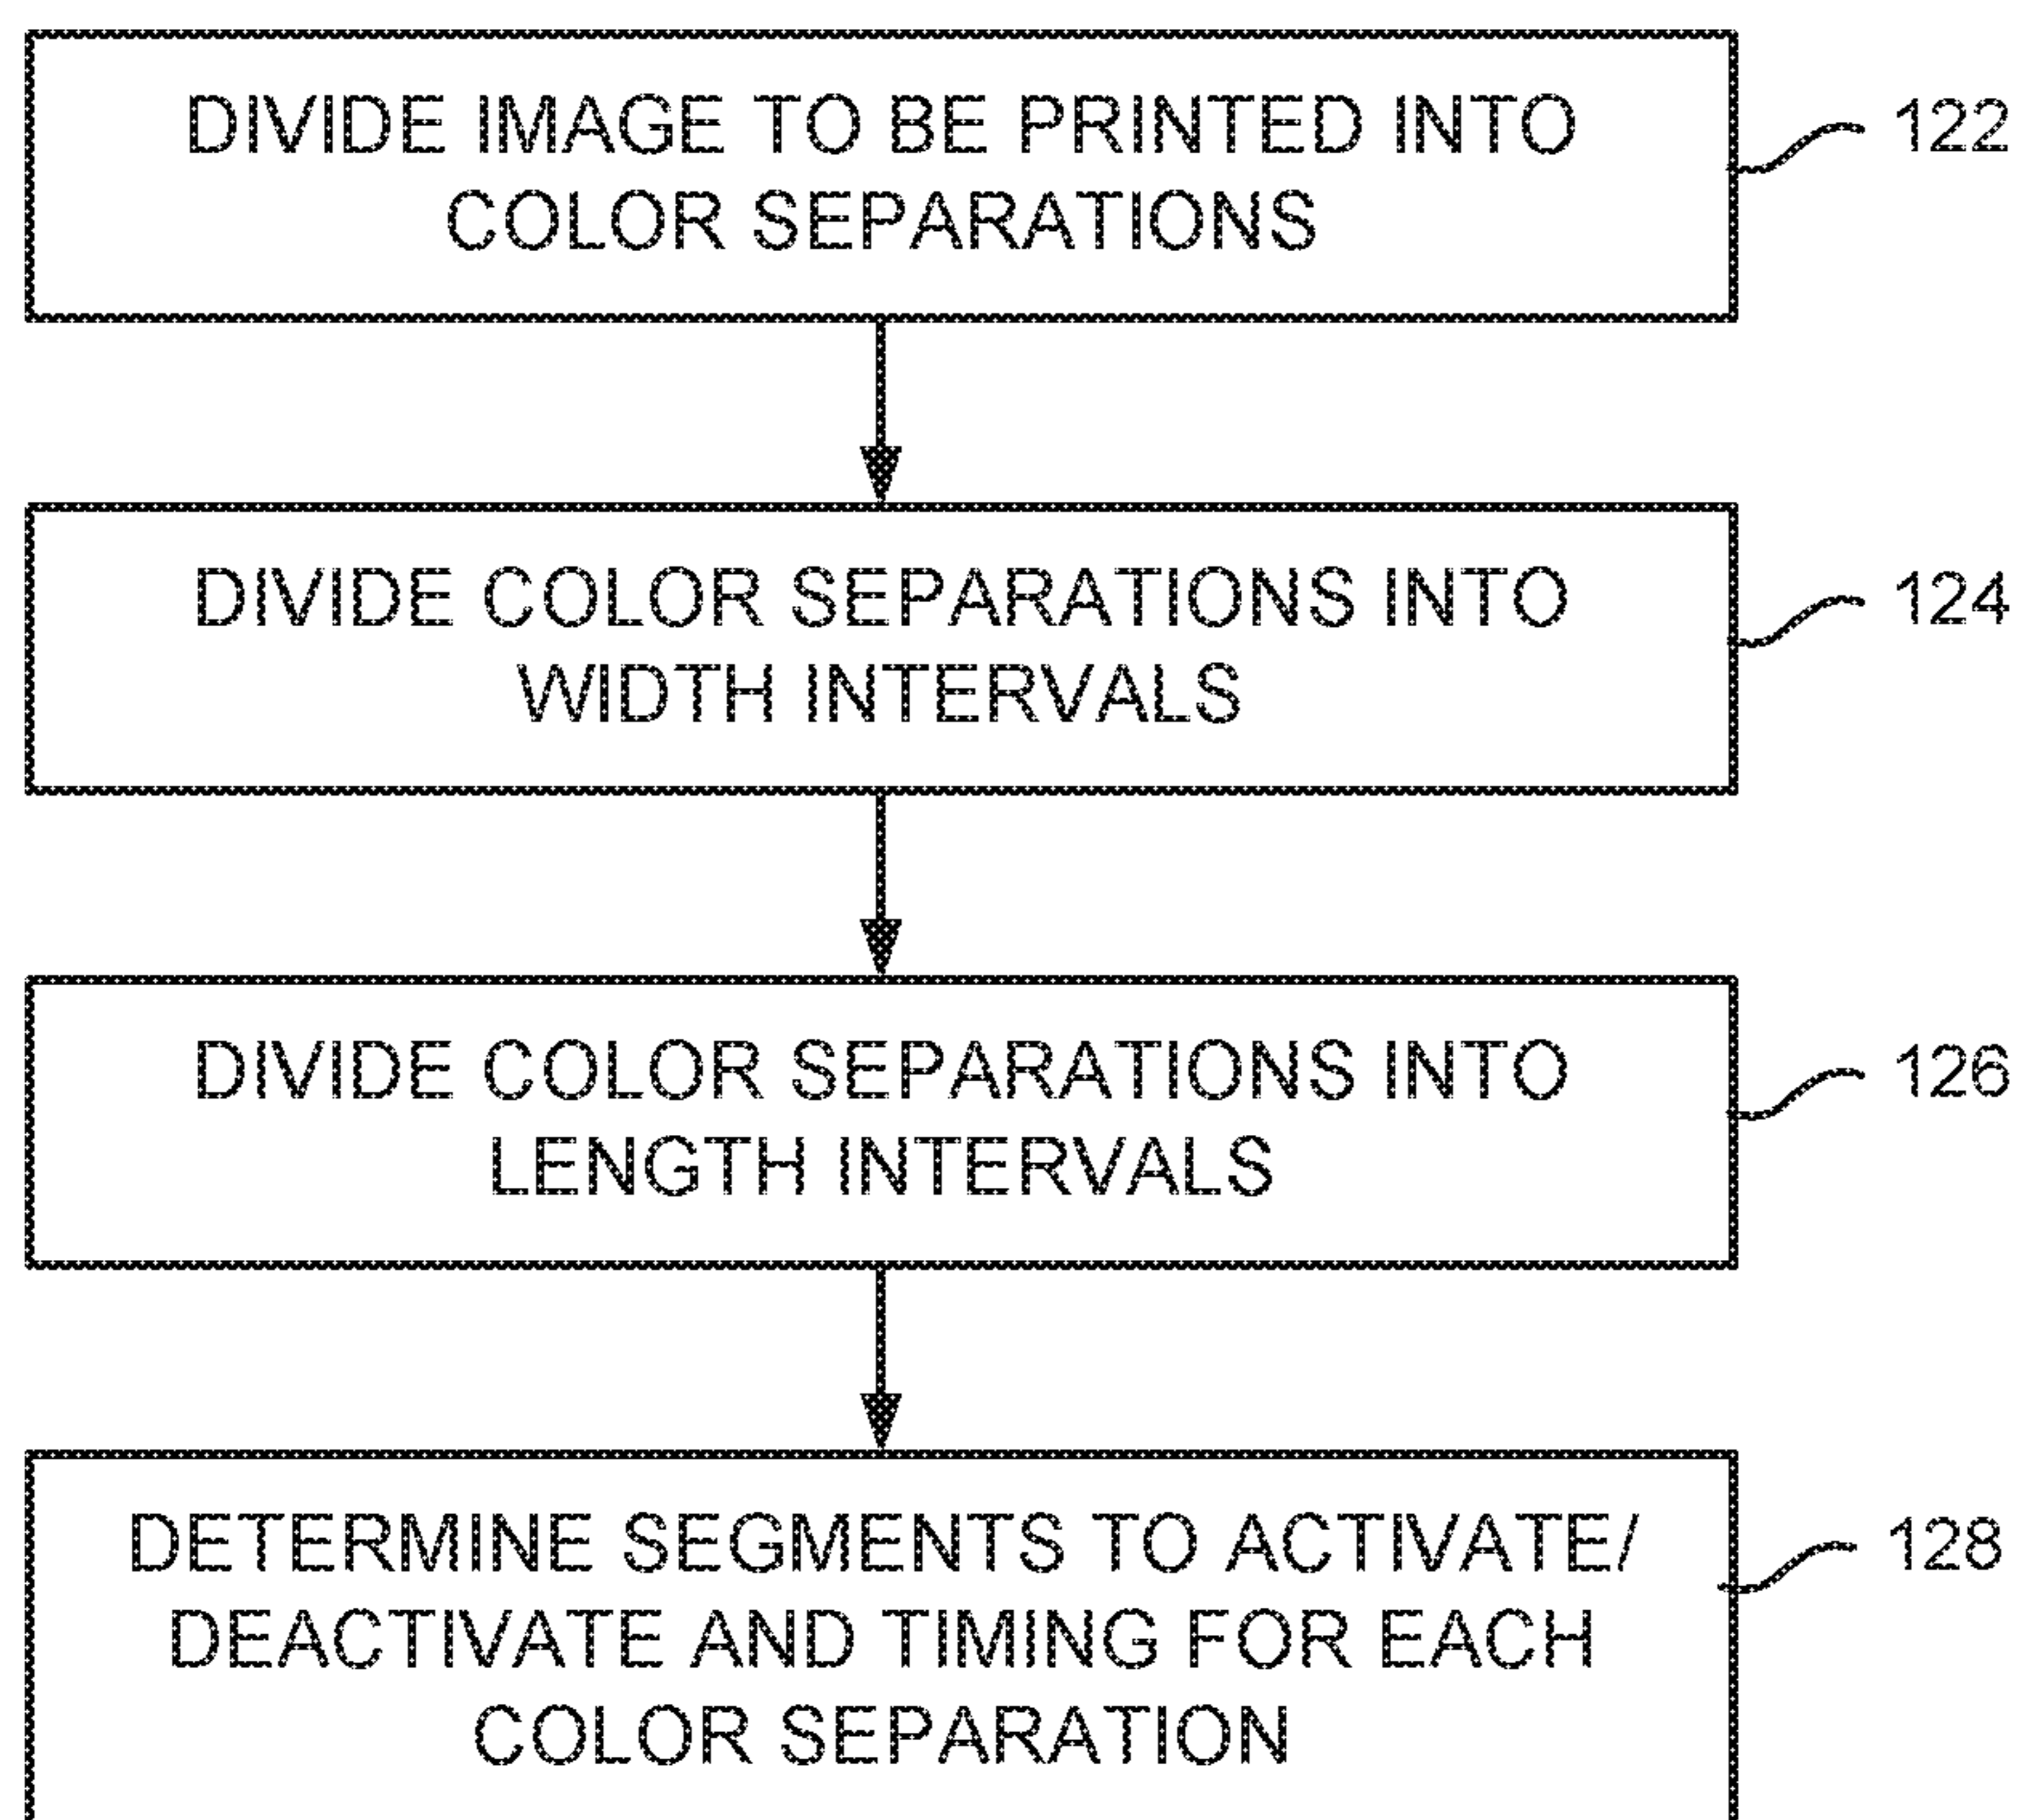 DIVIDE IMAGE TO BE PRINTED INTO
COLOR SEPARATIONS
122
DIVIDE COLOR SEPARATIONS INTO
WIDTH INTERVALS
124
DIVIDE COLOR SEPARATIONS INTO
LENGTH INTERVALS
126
DETERMINE SEGMENTS TO ACTIVATE/
DEACTIVATE AND TIMING FOR EACH
COLOR SEPARATION
128